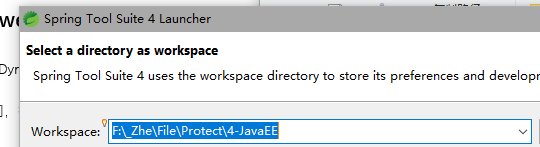 Spring Tool Suite 4 Launcher
Select a directory as workspace
Spring Tool Suite 4 uses the workspace directory to store its preferences and developm
Workspace:
F:\_Zhe\File\Protect\4-JavaEE